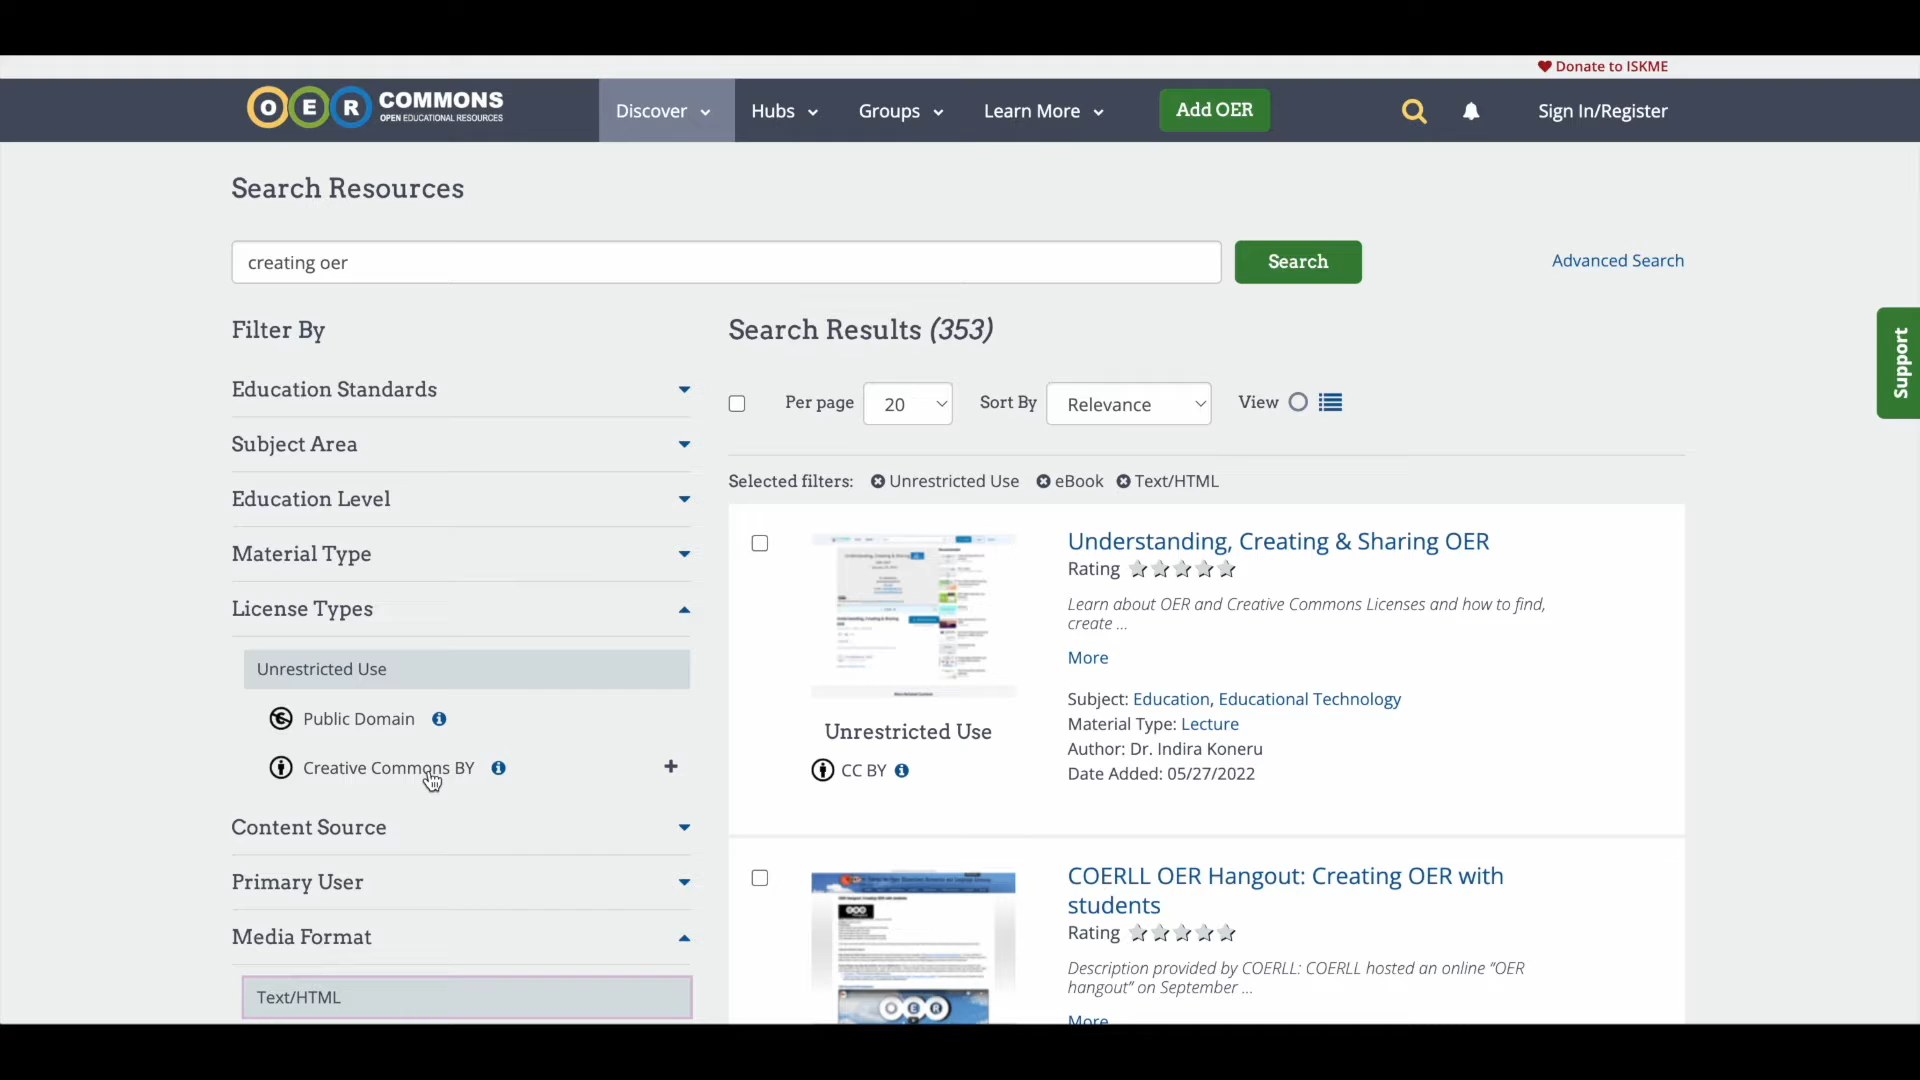 Donate to ISKME
O E R COMMONS
OPEN EDUCATIONAL RESOURCES
Discover
Hubs
Groups
Learn More
Add OER
Sign In/Register
Search Resources
creating oer
Search
Advanced Search
Support
Filter By
Education Standards
Subject Area
Education Level
Material Type
License Types
Unrestricted Use
Public Domain
Creative Commons BY
+
Content Source
Primary User
Media Format
Text/HTML
Search Results (353)
Per page 20 Sort By Relevance View
Selected filters: Unrestricted Use eBook Text/HTML
Understanding, Creating & Sharing OER
Rating
Learn about OER and Creative Commons Licenses and how to find,
create ...
More
Subject: Education, Educational Technology
Material Type: Lecture
Author: Dr. Indira Koneru
Date Added: 05/27/2022
Unrestricted Use
CC BY
COERLL OER Hangout: Creating OER with
students
Rating
Description provided by COERLL: COERLL hosted an online “OER
hangout” on September ...
More
OER